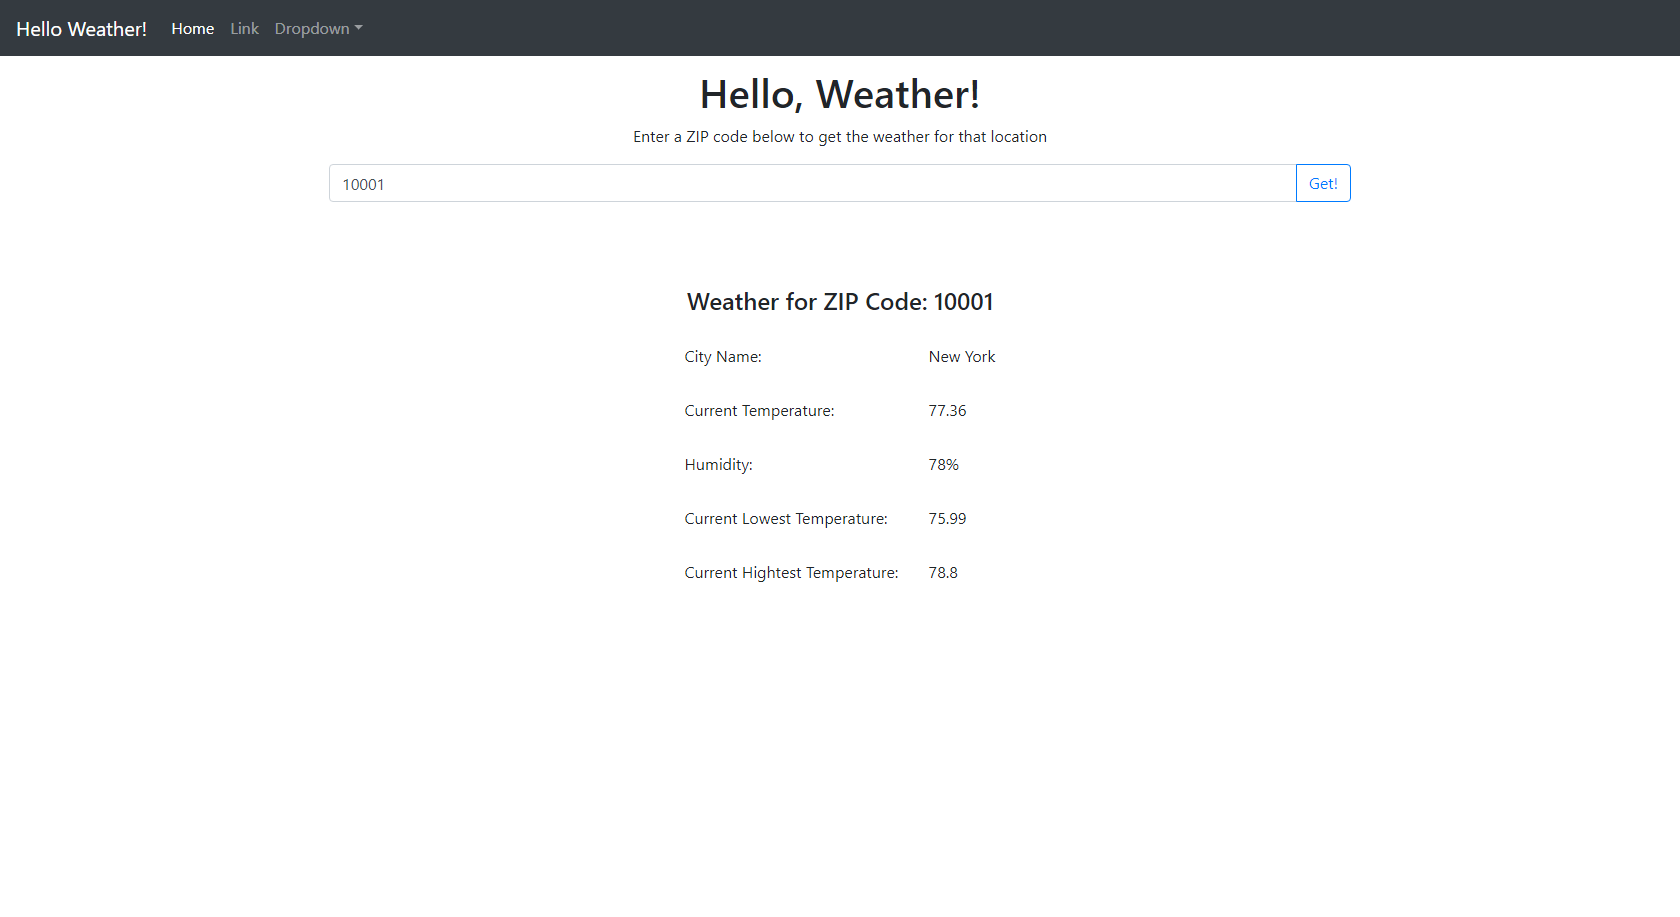 Hello Weather! Home Link Dropdown
Hello, Weather!
Enter a ZIP code below to get the weather for that location
10001 Get!
Weather for ZIP Code: 10001
City Name: New York
Current Temperature: 77.36
Humidity: 78%
Current Lowest Temperature: 75.99
Current Hightest Temperature: 78.8